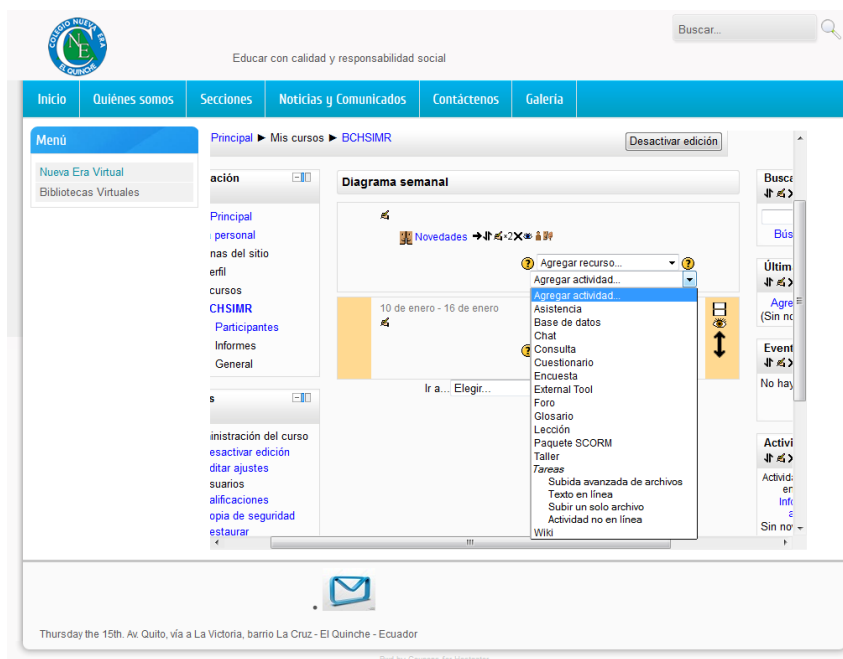 COLEGIO NUEVA ERA
NE
EL QUINCHE
Educar con calidad y responsabilidad social
Buscar...
Inicio
Quiénes somos
Secciones
Noticias y Comunicados
Contáctenos
Galería
Menú
Nueva Era Virtual
Bibliotecas Virtuales
Principal ► Mis cursos ► BCHSIMR
Desactivar edición
ación
Principal
personal
nas del sitio
erfil
cursos
CHSIMR
Participantes
Informes
General
s
inistración del curso
esactivar edición
ditar ajustes
suarios
alificaciones
opia de seguridad
estaurar
Diagrama semanal
Novedades
2
Agregar recurso...
Agregar actividad...
Agregar actividad...
Asistencia
Base de datos
Chat
Consulta
Cuestionario
Encuesta
External Tool
Foro
Glosario
Lección
Paquete SCORM
Taller
Tareas
Subida avanzada de archivos
Texto en línea
Subir un solo archivo
Actividad no en línea
Wiki
10 de enero - 16 de enero
Ir a... Elegir...
Busca
Bús
Últim
Agre
(Sin no
Event
No hay
Activi
Activida
en
Info
a
Sin nov
Thursday the 15th. Av. Quito, vía a La Victoria, barrio La Cruz - El Quinche - Ecuador